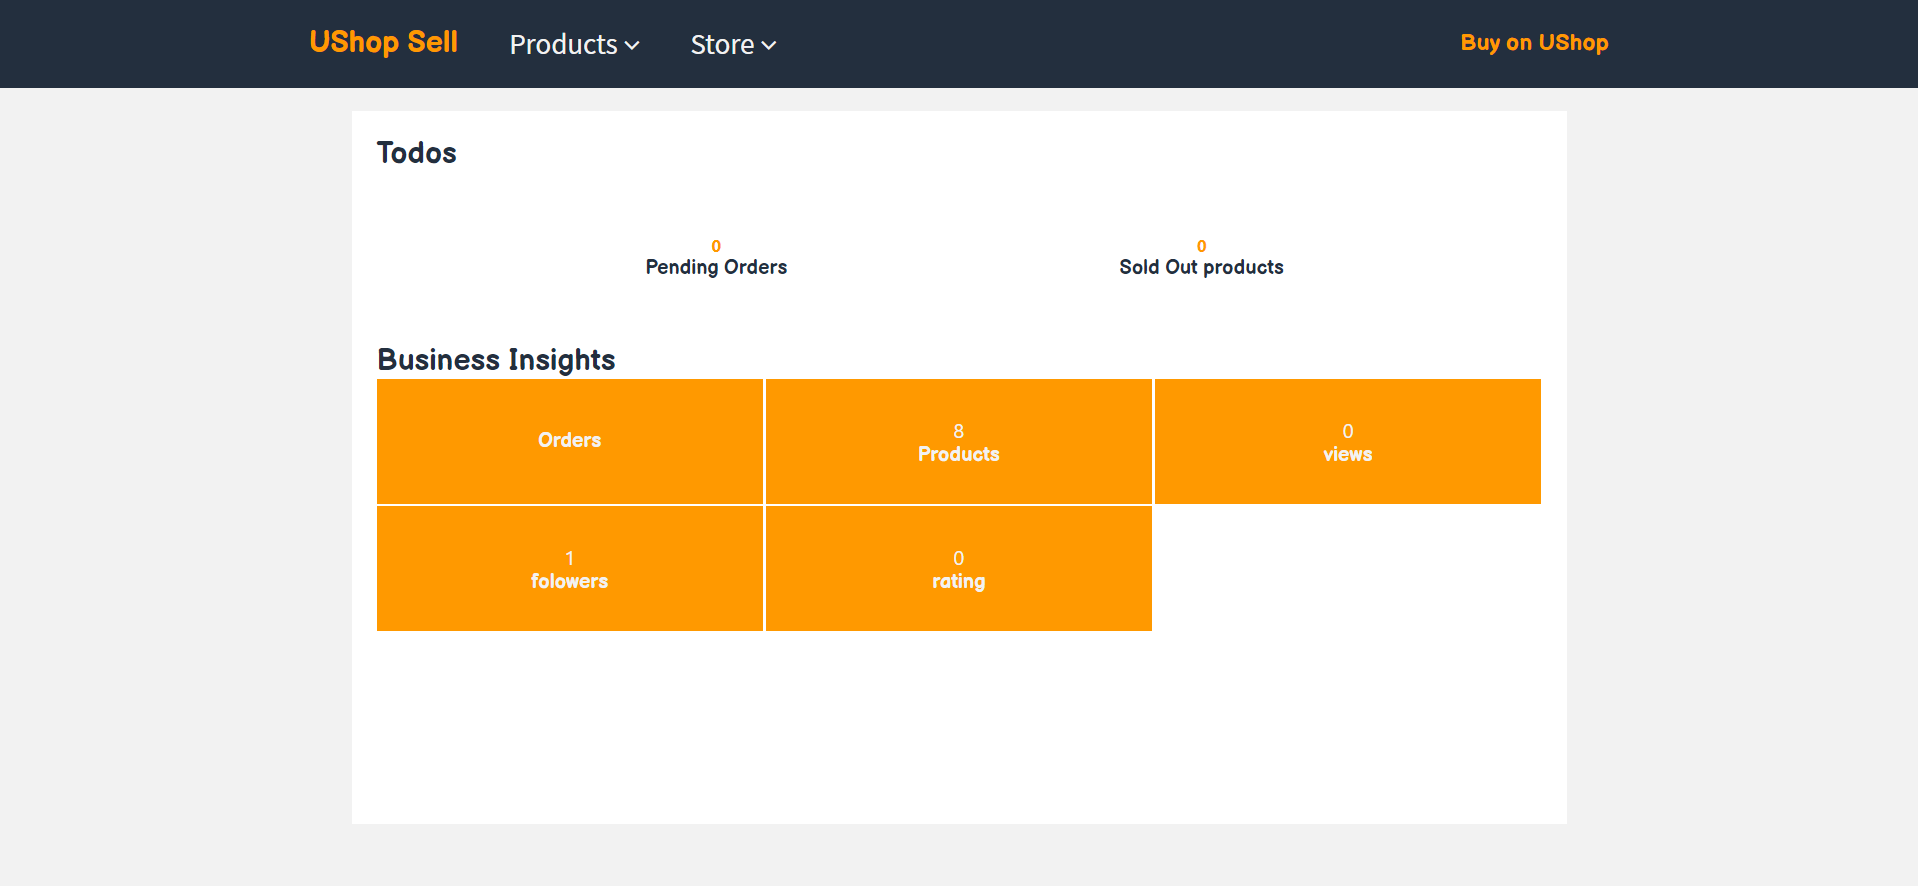 UShop Sell
Products
Store
Buy on UShop
Todos
0
Pending Orders
0
Sold Out products
Business Insights
Orders
8
Products
0
views
1
folowers
0
rating